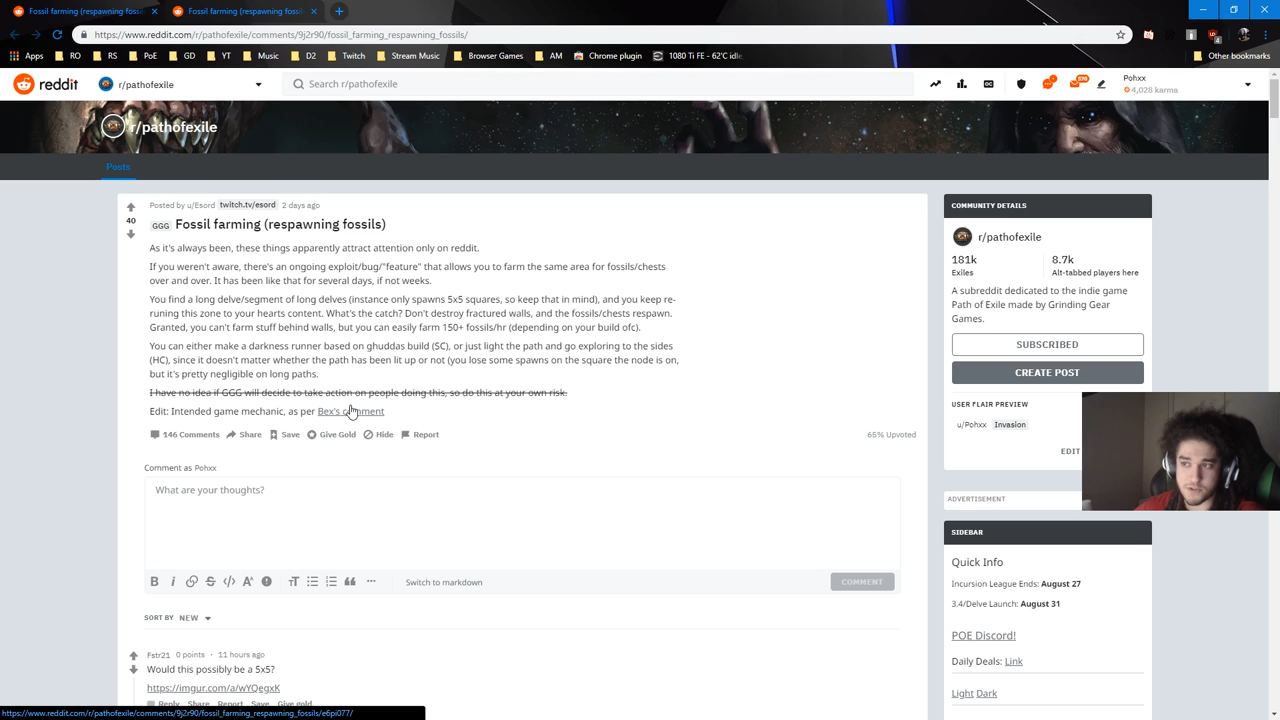 Fossil farming (respawning fossils
Fossil farming (respawning fossils
https://www.reddit.com/r/pathofexile/comments/9j2r90/fossil_farming_respawning_fossils/
Apps RO RS PoE GD YT Music D2 Twitch Stream Music Browser Games AM Chrome plugin 1080 Ti FE - 62°C idle, Other bookmarks
reddit r/pathofexile Search r/pathofexile Pohxx
4,028 karma
r/pathofexile
Posts
Posted by u/Esord twitch.tv/esord 2 days ago
40
GGG Fossil farming (respawning fossils)
As it's always been, these things apparently attract attention only on reddit.
If you weren't aware, there's an ongoing exploit/bug/"feature" that allows you to farm the same area for fossils/chests
over and over. It has been like that for several days, if not weeks.
You find a long delve/segment of long delves (instance only spawns 5x5 squares, so keep that in mind), and you keep re-
runing this zone to your hearts content. What's the catch? Don't destroy fractured walls, and the fossils/chests respawn.
Granted, you can't farm stuff behind walls, but you can easily farm 150+ fossils/hr (depending on your build ofc).
You can either make a darkness runner based on ghuddas build (SC), or just light the path and go exploring to the sides
(HC), since it doesn't matter whether the path has been lit up or not (you lose some spawns on the square the node is on,
but it's pretty negligible on long paths.
I have no idea if GGG will decide to take action on people doing this, so do this at your own risk.
Edit: Intended game mechanic, as per Bex's comment
146 Comments Share Save Give Gold Hide Report 65% Upvoted
Comment as Pohxx
What are your thoughts?
B i Switch to markdown COMMENT
SORT BY NEW
Fstr21 0 points · 11 hours ago
Would this possibly be a 5x5?
https://imgur.com/a/wYQegxK
Reply Share Report Save Give gold
COMMUNITY DETAILS
r/pathofexile
181k 8.7k
Exiles Alt-tabbed players here
A subreddit dedicated to the indie game
Path of Exile made by Grinding Gear
Games.
SUBSCRIBED
CREATE POST
USER FLAIR PREVIEW
u/Pohxx Invasion
EDIT
ADVERTISEMENT
SIDEBAR
Quick Info
Incursion League Ends: August 27
3.4/Delve Launch: August 31
POE Discord!
Daily Deals: Link
Light Dark
https://www.reddit.com/r/pathofexile/comments/9j2r90/fossil_farming_respawning_fossils/e6pi077/